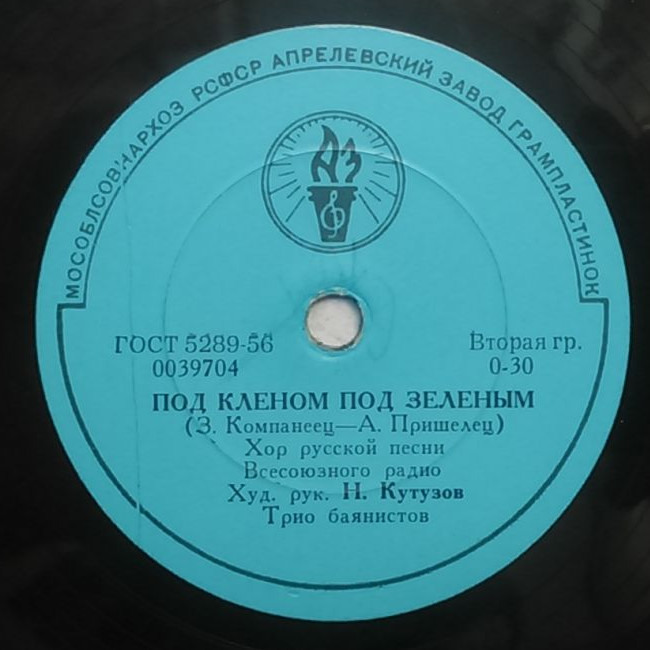 МОСОБЛСОВНАРХОЗ РСФСР АПРЕЛЕВСКИЙ ЗАВОД ГРАМПЛАСТИНОК
АЗ
ГОСТ 5289-56
0039704
Вторая гр.
0-30
ПОД КЛЕНОМ ПОД ЗЕЛЕНЫМ
(З. Компанеец—А. Пришелец)
Хор русской песни
Всесоюзного радио
Худ. рук. Н. Кутузов
Трио баянистов